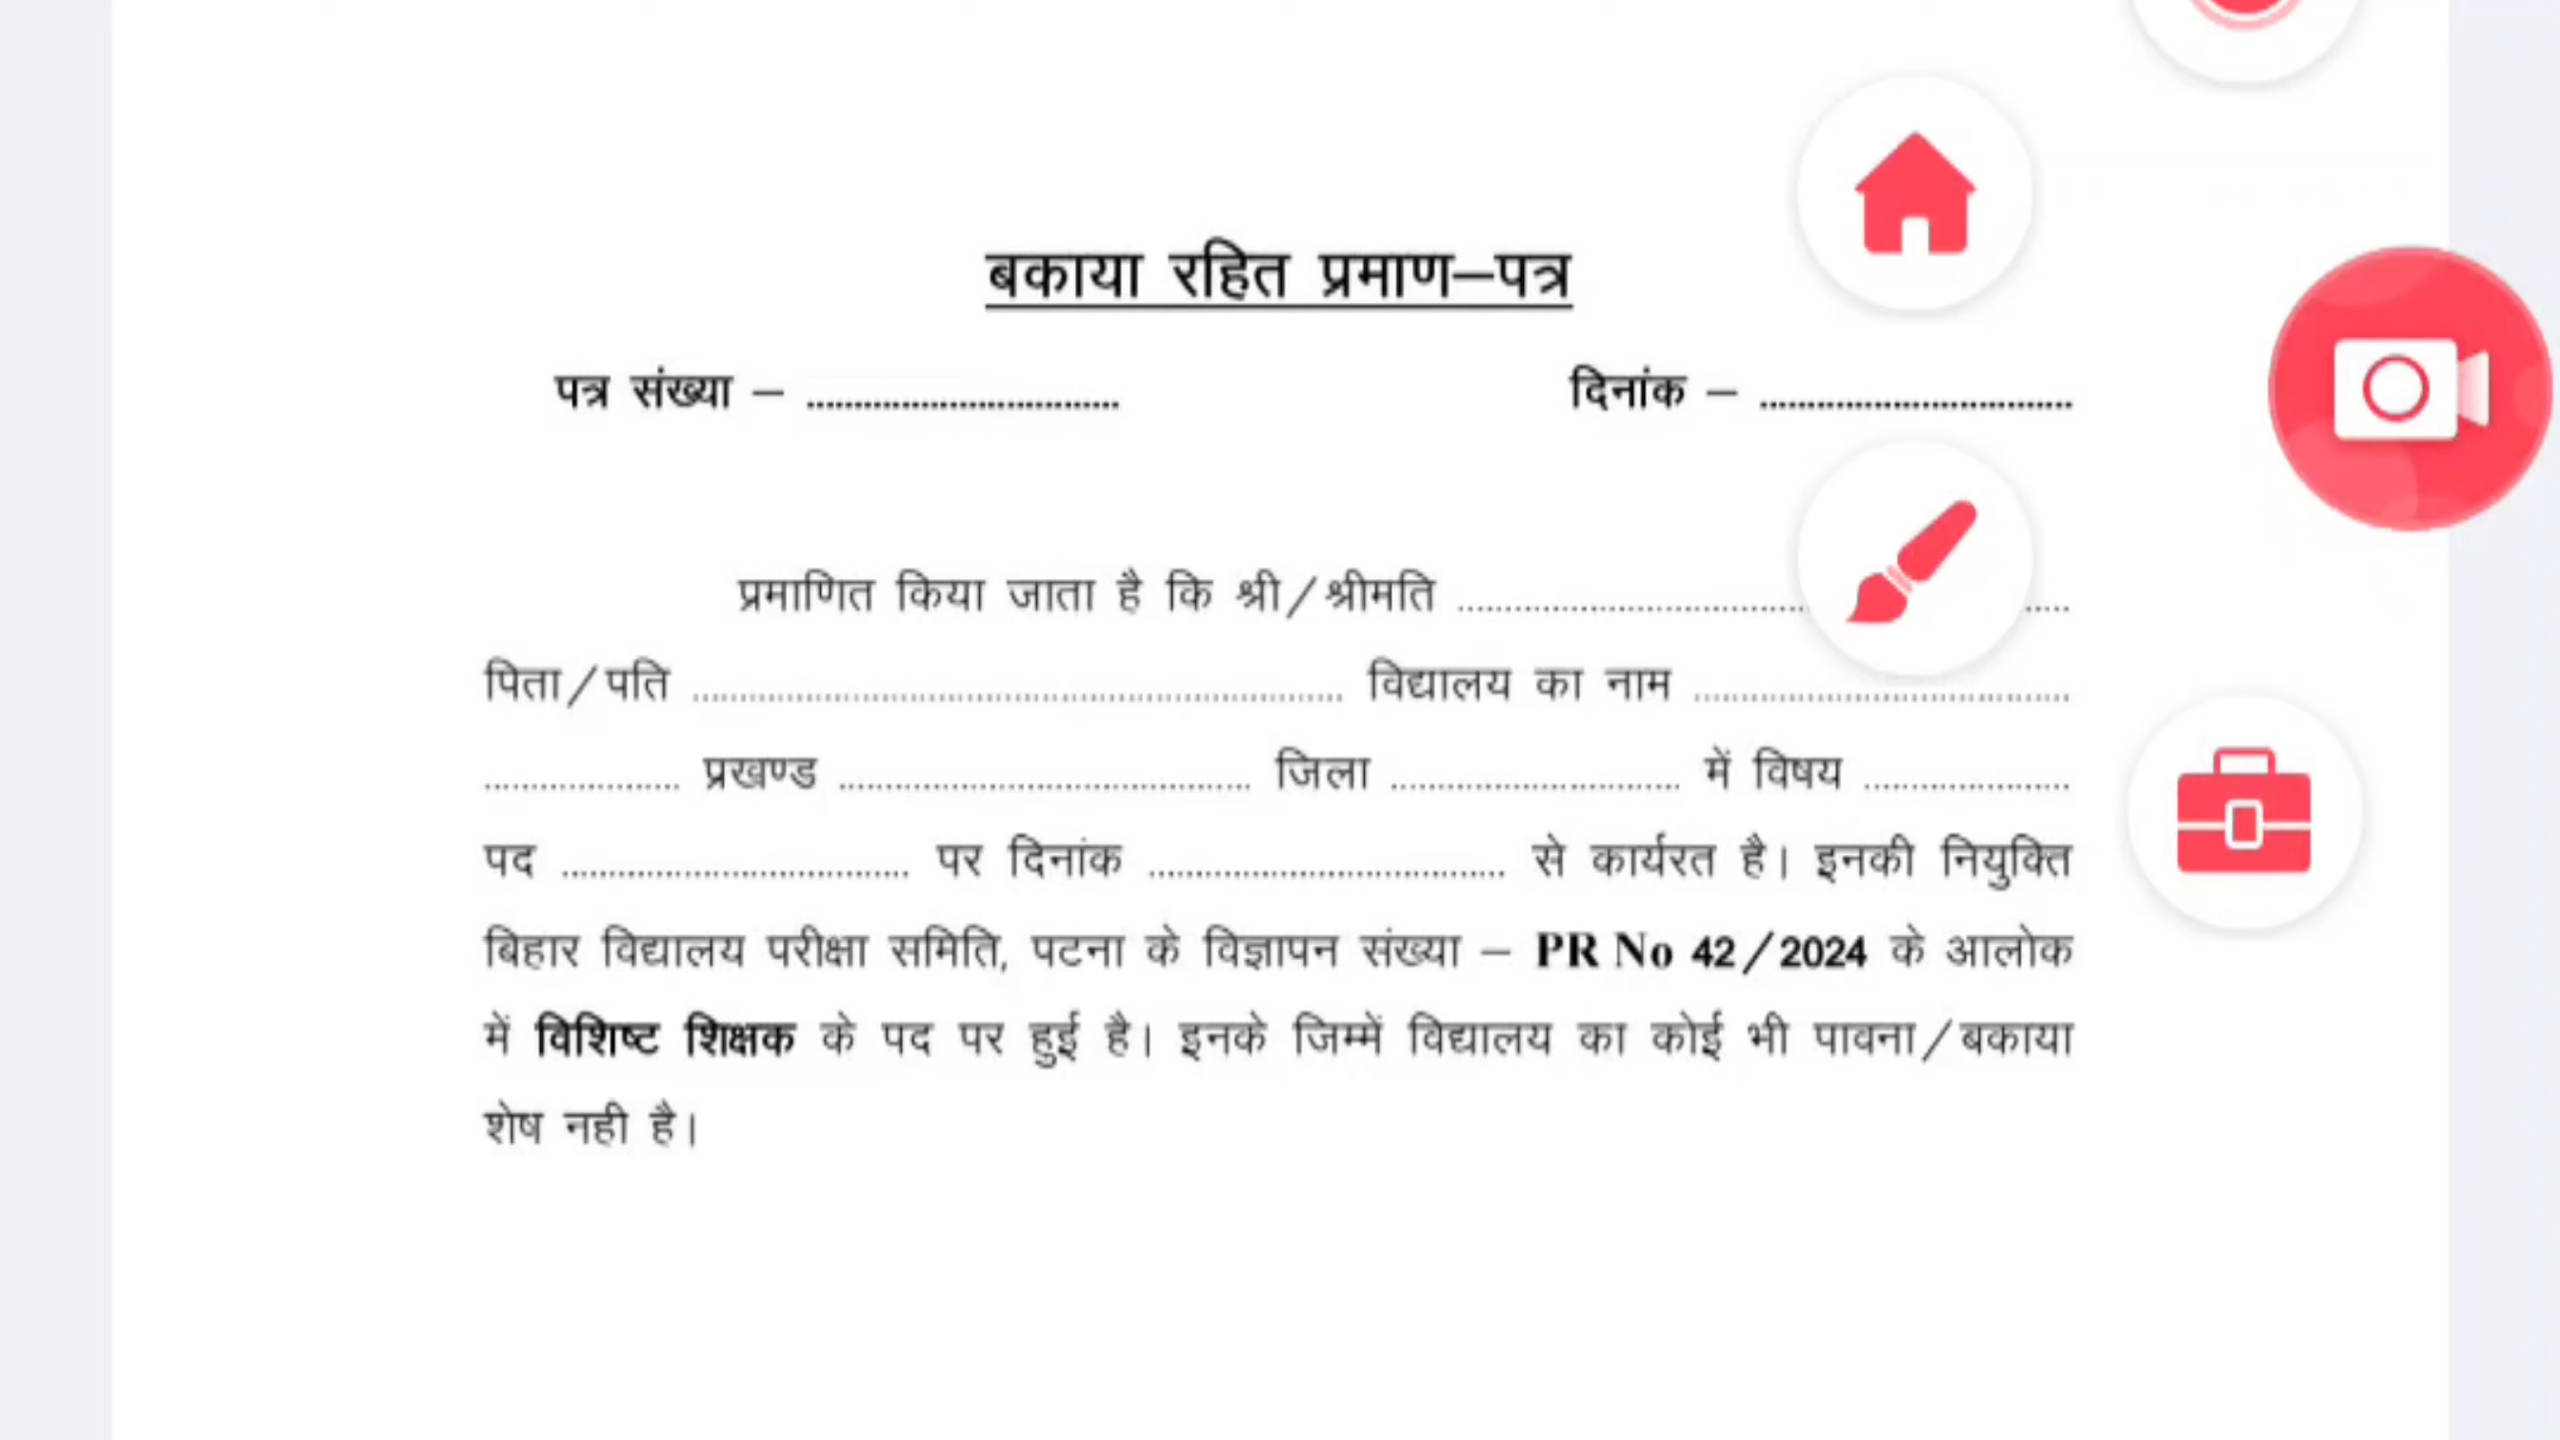 बकाया रहित प्रमाण–पत्र
पत्र संख्या – ................................ दिनांक – ................................
प्रमाणित किया जाता है कि श्री/श्रीमति ................................................
पिता/पति ................................................ विद्यालय का नाम ................................
.................... प्रखण्ड .................................... जिला ............................ में विषय ....................
पद ................................ पर दिनांक ................................ से कार्यरत है। इनकी नियुक्ति
बिहार विद्यालय परीक्षा समिति, पटना के विज्ञापन संख्या – PR No 42/2024 के आलोक
में विशिष्ट शिक्षक के पद पर हुई है। इनके जिम्में विद्यालय का कोई भी पावना/बकाया
शेष नही है।